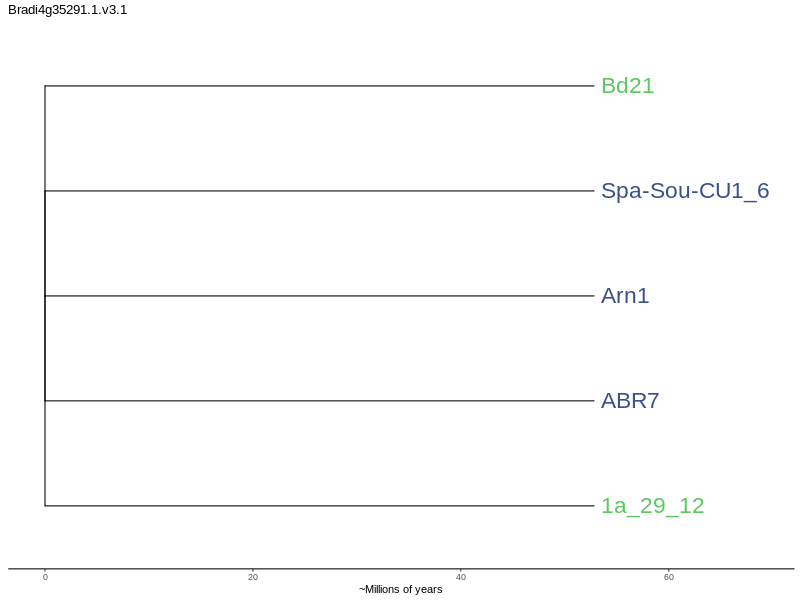 Bradi4g35291.1.v3.1
Bd21
Spa-Sou-CU1_6
Arn1
ABR7
1a_29_12
0 20 40 60
~Millions of years